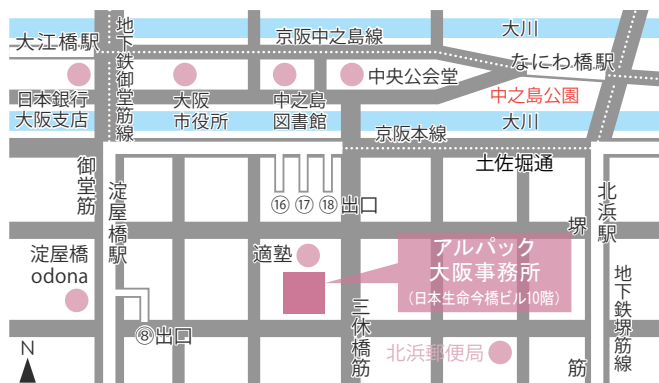 大江橋駅
地下鉄御堂筋線
京阪中之島線
大川
なにわ橋駅
中央公会堂
中之島公園
日本銀行
大阪支店
大阪
市役所
中之島
図書館
京阪本線
大川
土佐堀通
御堂筋
淀屋橋駅
⑯
⑰
⑱出口
堺
筋
北浜駅
地下鉄堺筋線
淀屋橋
odona
適塾
アルパック
大阪事務所
（日本生命今橋ビル10階）
⑧出口
三休橋筋
北浜郵便局
N